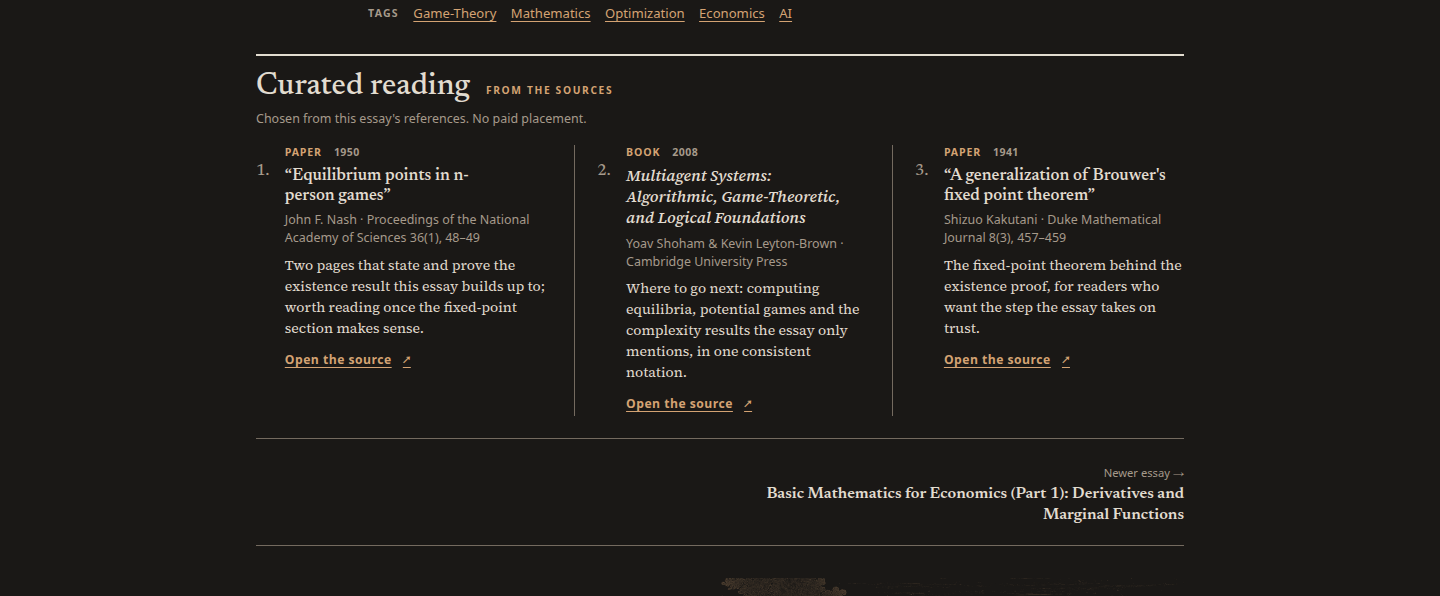 TAGS Game-Theory Mathematics Optimization Economics AI
Curated reading FROM THE SOURCES
Chosen from this essay's references. No paid placement.
1.
PAPER 1950
“Equilibrium points in n-
person games”
John F. Nash · Proceedings of the National
Academy of Sciences 36(1), 48–49
Two pages that state and prove the
existence result this essay builds up to;
worth reading once the fixed-point
section makes sense.
Open the source ↗
2.
BOOK 2008
Multiagent Systems:
Algorithmic, Game-Theoretic,
and Logical Foundations
Yoav Shoham & Kevin Leyton-Brown ·
Cambridge University Press
Where to go next: computing
equilibria, potential games and the
complexity results the essay only
mentions, in one consistent
notation.
Open the source ↗
3.
PAPER 1941
“A generalization of Brouwer's
fixed point theorem”
Shizuo Kakutani · Duke Mathematical
Journal 8(3), 457–459
The fixed-point theorem behind the
existence proof, for readers who
want the step the essay takes on
trust.
Open the source ↗
Newer essay →
Basic Mathematics for Economics (Part 1): Derivatives and
Marginal Functions